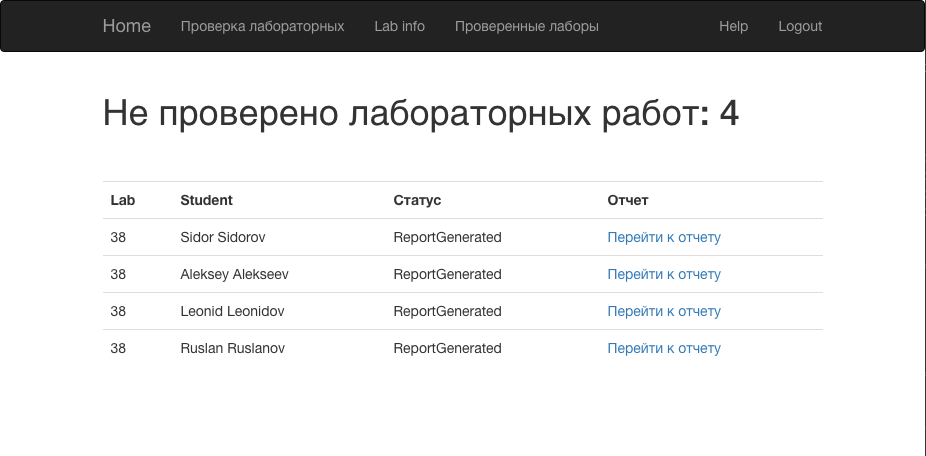 Home Проверка лабораторных Lab info Проверенные лаборы Help Logout
Не проверено лабораторных работ: 4
Lab Student Статус Отчет
38 Sidor Sidorov ReportGenerated Перейти к отчету
38 Aleksey Alekseev ReportGenerated Перейти к отчету
38 Leonid Leonidov ReportGenerated Перейти к отчету
38 Ruslan Ruslanov ReportGenerated Перейти к отчету